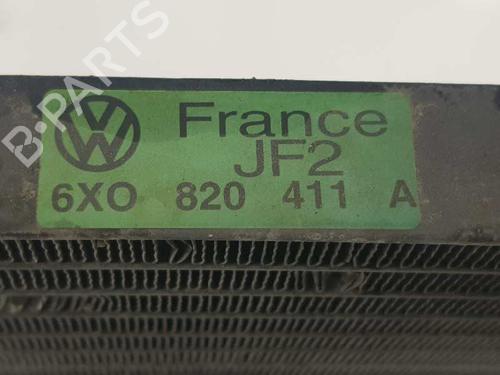 France
JF2
6XO 820 411 A
B-PARTS